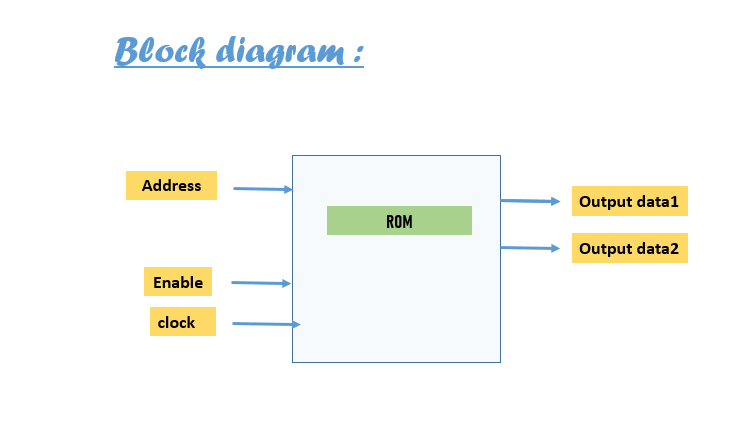 Block diagram :
Address
Enable
clock
ROM
Output data1
Output data2